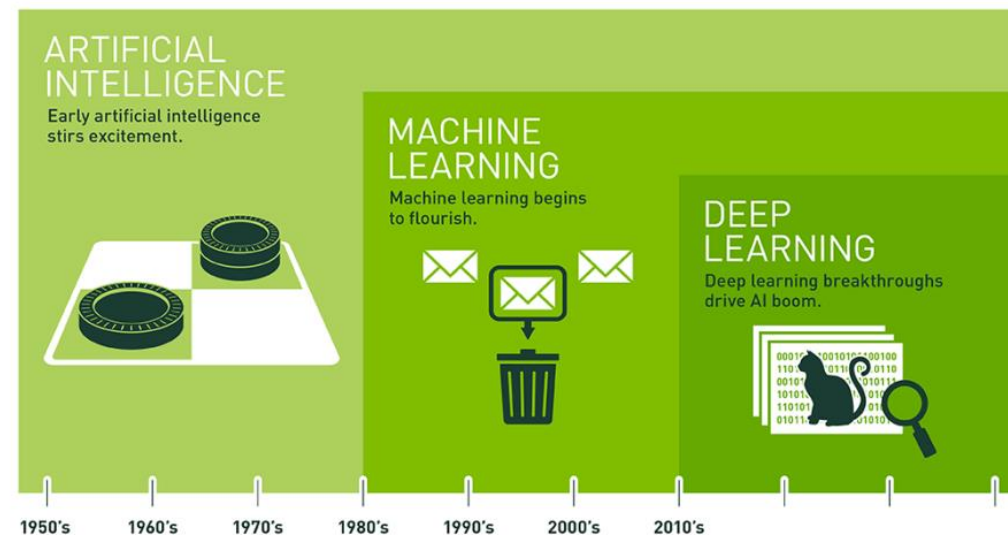 ARTIFICIAL
INTELLIGENCE
Early artificial intelligence
stirs excitement.
MACHINE
LEARNING
Machine learning begins
to flourish.
DEEP
LEARNING
Deep learning breakthroughs
drive AI boom.
1950's 1960's 1970's 1980's 1990's 2000's 2010's